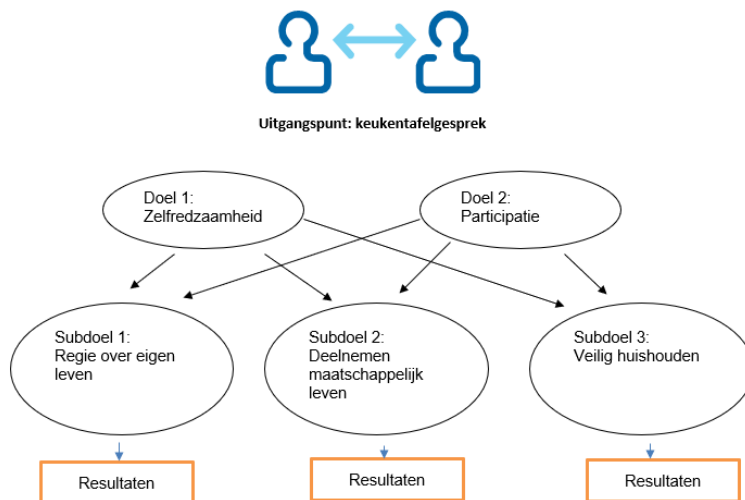 Uitgangspunt: keukentafelgesprek
Doel 1:
Zelfredzaamheid
Doel 2:
Participatie
Subdoel 1:
Regie over eigen
leven
Subdoel 2:
Deelnemen
maatschappelijk
leven
Subdoel 3:
Veilig huishouden
Resultaten
Resultaten
Resultaten